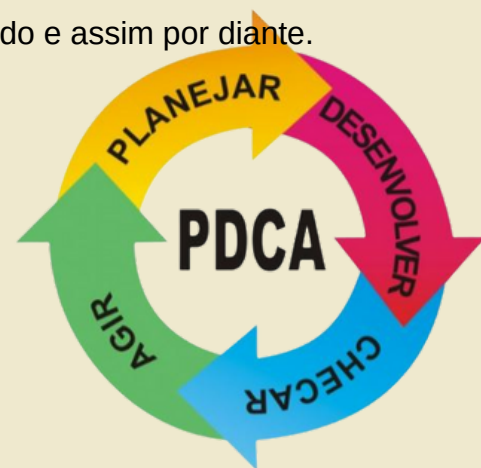 do e assim por diante.
PLANEJAR
DESENVOLVER
PDCA
CHECAR
AGIR